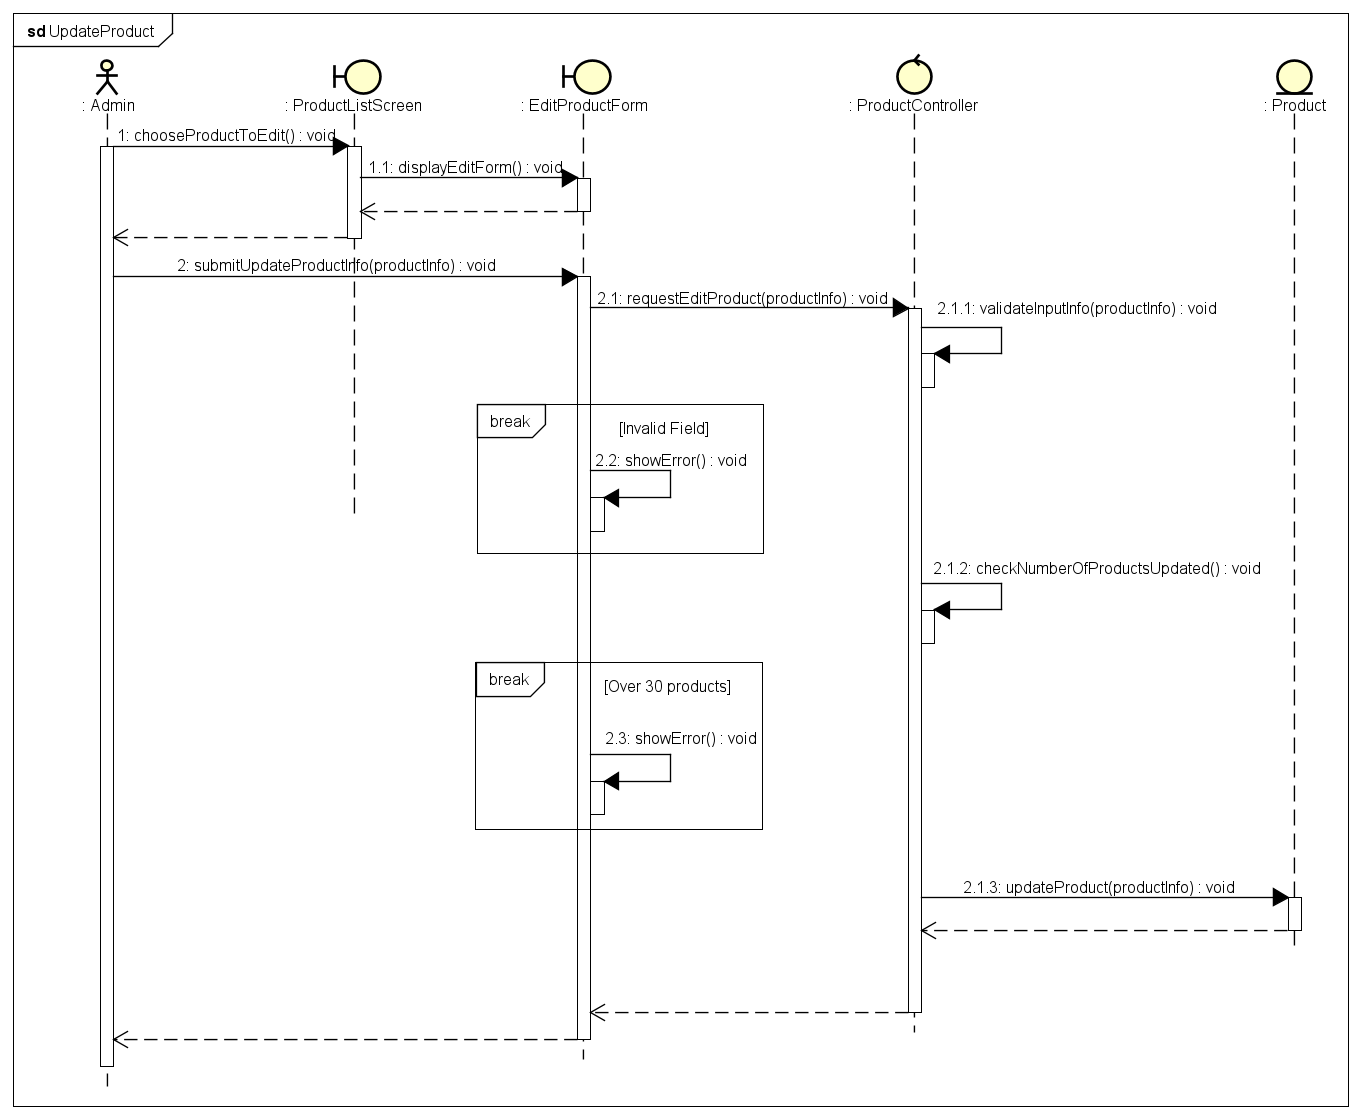 sd UpdateProduct
: Admin
: ProductListScreen
: EditProductForm
: ProductController
: Product
1: chooseProductToEdit() : void
1.1: displayEditForm() : void
2: submitUpdateProductInfo(productInfo) : void
2.1: requestEditProduct(productInfo) : void
2.1.1: validateInputInfo(productInfo) : void
break
[Invalid Field]
2.2: showError() : void
2.1.2: checkNumberOfProductsUpdated() : void
break
[Over 30 products]
2.3: showError() : void
2.1.3: updateProduct(productInfo) : void